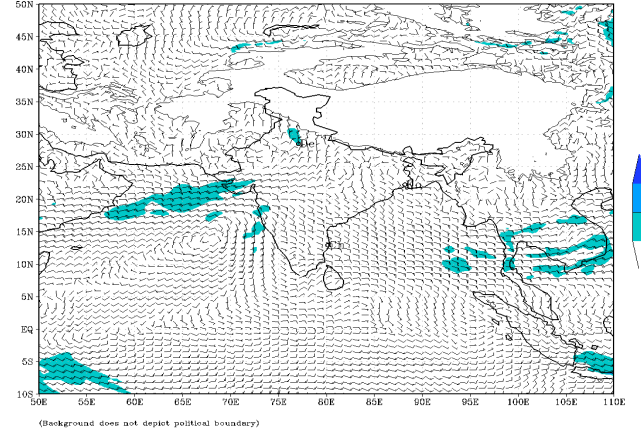 50N
45N
40N
35N
30N
25N
20N
15N
10N
5N
EQ
5S
10S
50E 55E 60E 65E 70E 75E 80E 85E 90E 95E 100E 105E 110E
(Background does not depict political boundary)